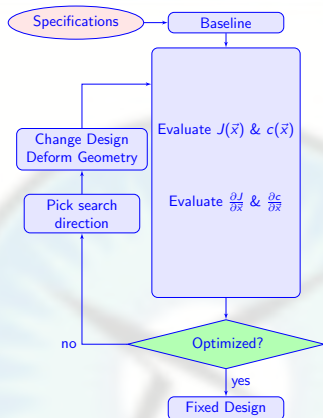 Specifications
Baseline
Evaluate J(x⃗) & c(x⃗)
Change Design
Deform Geometry
Evaluate ∂J/∂x⃗ & ∂c/∂x⃗
Pick search
direction
Optimized?
no
yes
Fixed Design